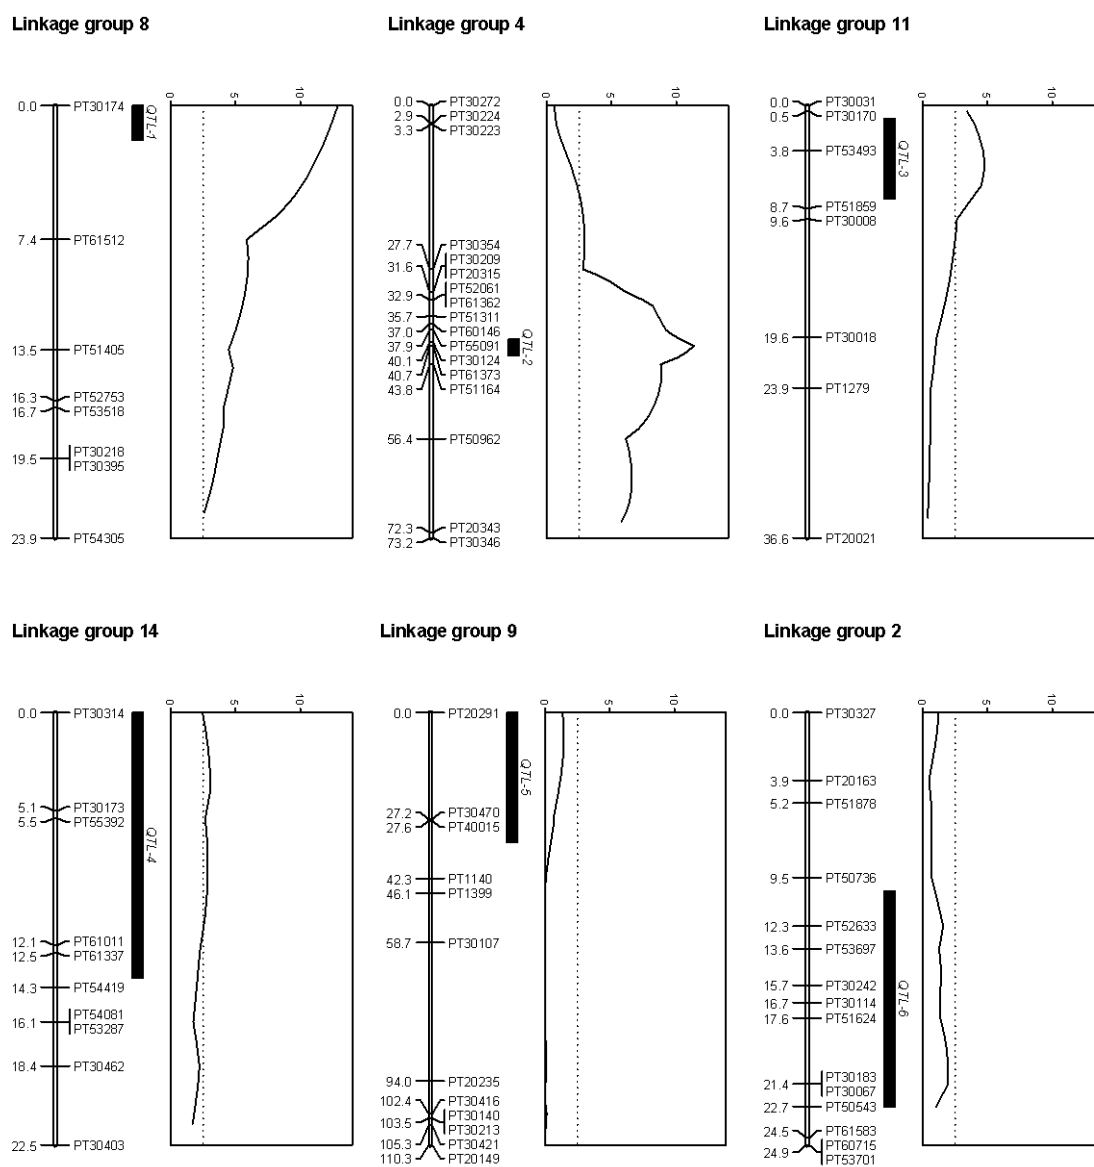 Linkage group 8
0.0 PT30174
7.4 PT61512
13.5 PT51405
16.3 PT52753
16.7 PT53518
19.5 PT30218
PT30395
23.9 PT54305
QTL-1
0 5 10
Linkage group 4
0.0 PT30272
2.9 PT30224
3.3 PT30223
27.7 PT30354
31.6 PT30209
PT20315
32.9 PT52061
PT61362
35.7 PT51311
37.0 PT60146
37.9 PT55091
40.1 PT30124
40.7 PT61373
43.8 PT51164
56.4 PT50962
72.3 PT20343
73.2 PT30346
QTL-2
0 5 10
Linkage group 11
0.0 PT30031
0.5 PT30170
3.8 PT53493
8.7 PT51859
9.6 PT30008
19.6 PT30018
23.9 PT1279
36.6 PT20021
QTL-3
0 5 10
Linkage group 14
0.0 PT30314
5.1 PT30173
5.5 PT55392
12.1 PT61011
12.5 PT61337
14.3 PT54419
16.1 PT54081
PT53287
18.4 PT30462
22.5 PT30403
QTL-4
0 5 10
Linkage group 9
0.0 PT20291
27.2 PT30470
27.6 PT40015
42.3 PT1140
46.1 PT1399
58.7 PT30107
94.0 PT20235
102.4 PT30416
103.5 PT30140
PT30213
105.3 PT30421
110.3 PT20149
QTL-5
0 5 10
Linkage group 2
0.0 PT30327
3.9 PT20163
5.2 PT51878
9.5 PT50736
12.3 PT52633
13.6 PT53697
15.7 PT30242
16.7 PT30114
17.6 PT51624
21.4 PT30183
PT30067
22.7 PT50543
24.5 PT61583
24.9 PT60715
PT53701
QTL-6
0 5 10